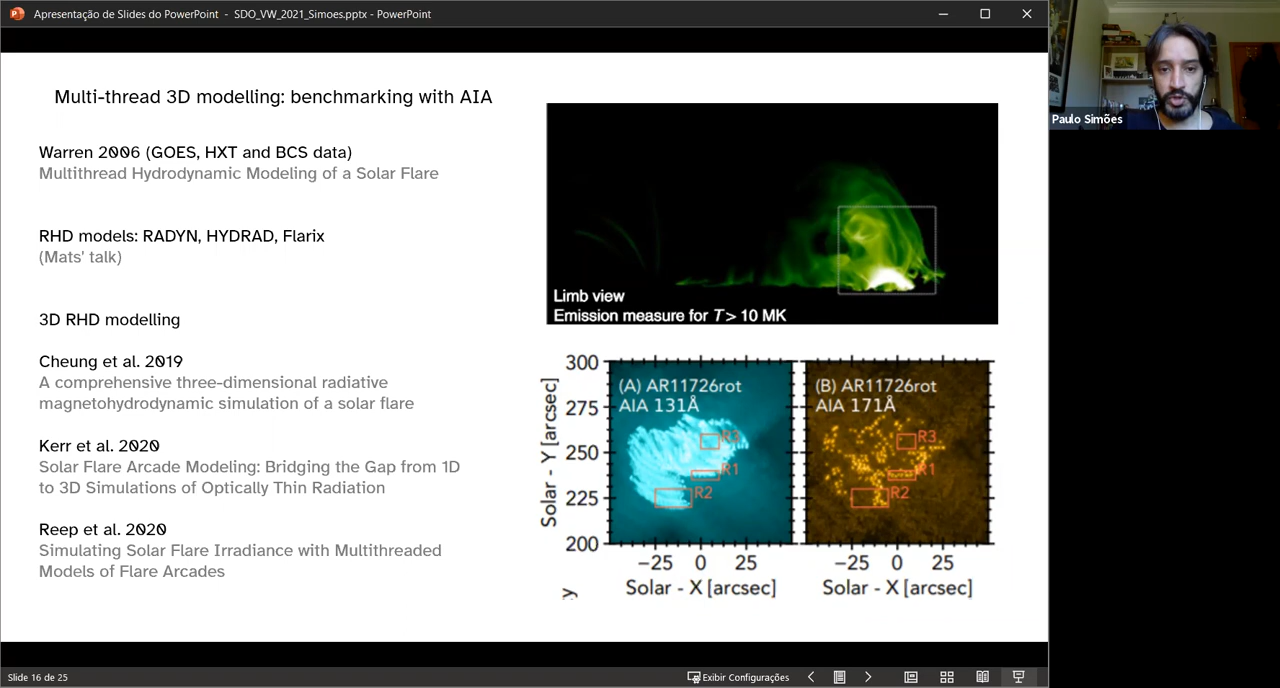 Apresentação de Slides do PowerPoint - SDO_VW_2021_Simoes.pptx - PowerPoint
Multi-thread 3D modelling: benchmarking with AIA
Warren 2006 (GOES, HXT and BCS data)
Multithread Hydrodynamic Modeling of a Solar Flare
RHD models: RADYN, HYDRAD, Flarix
(Mats' talk)
3D RHD modelling
Cheung et al. 2019
A comprehensive three-dimensional radiative
magnetohydrodynamic simulation of a solar flare
Kerr et al. 2020
Solar Flare Arcade Modeling: Bridging the Gap from 1D
to 3D Simulations of Optically Thin Radiation
Reep et al. 2020
Simulating Solar Flare Irradiance with Multithreaded
Models of Flare Arcades
Limb view
Emission measure for T > 10 MK
300
275
250
225
200
Solar - Y [arcsec]
(A) AR11726rot
AIA 131Å
R3
R1
R2
−25 0 25
Solar - X [arcsec]
(B) AR11726rot
AIA 171Å
R3
R1
R2
−25 0 25
Solar - X [arcsec]
y
Paulo Simões
Slide 16 de 25
Exibir Configurações